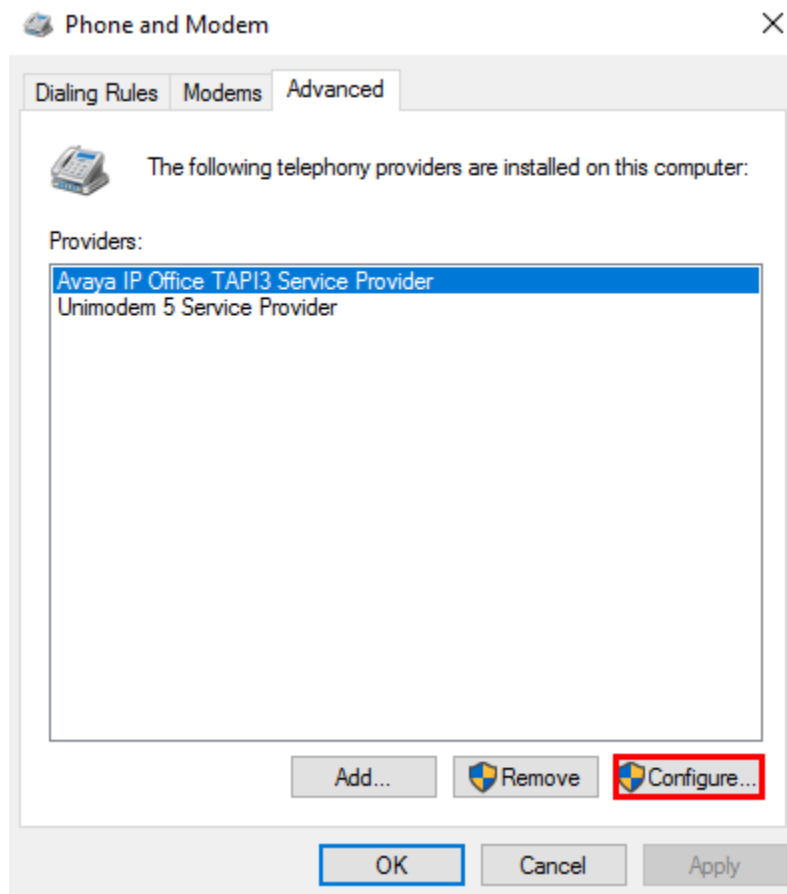 Phone and Modem
Dialing Rules Modems Advanced
The following telephony providers are installed on this computer:
Providers:
Avaya IP Office TAPI3 Service Provider
Unimodem 5 Service Provider
Add... Remove Configure...
OK Cancel Apply